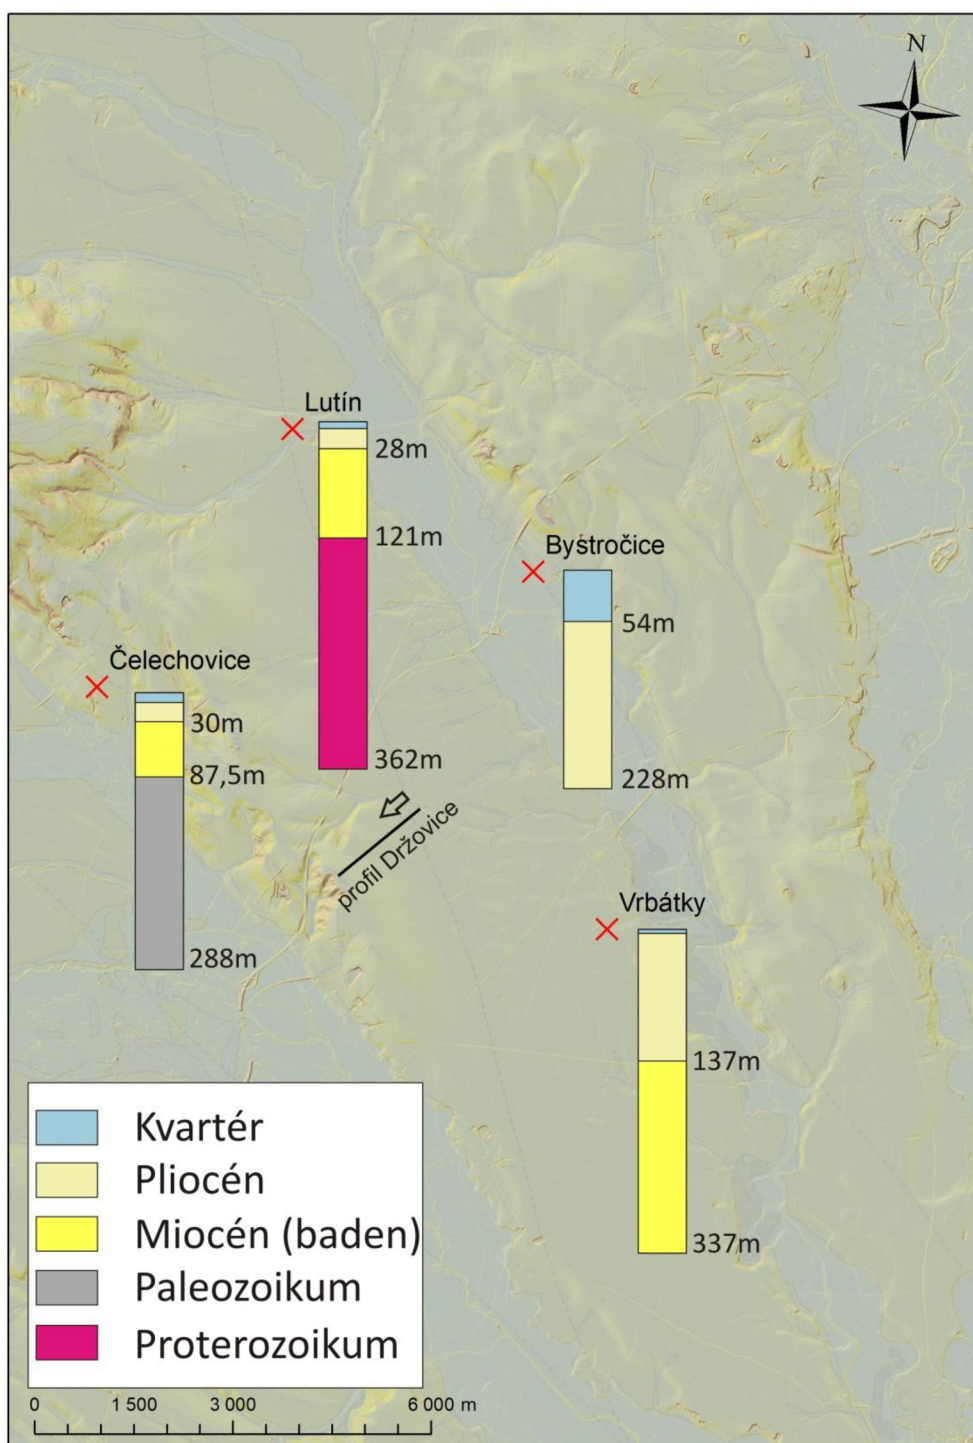 N
Lutín
28m
121m
362m
Bystročice
54m
228m
Čelechovice
30m
87,5m
288m
profil Držovice
Vrbátky
137m
337m
Kvartér
Pliocén
Miocén (baden)
Paleozoikum
Proterozoikum
0 1 500 3 000 6 000 m